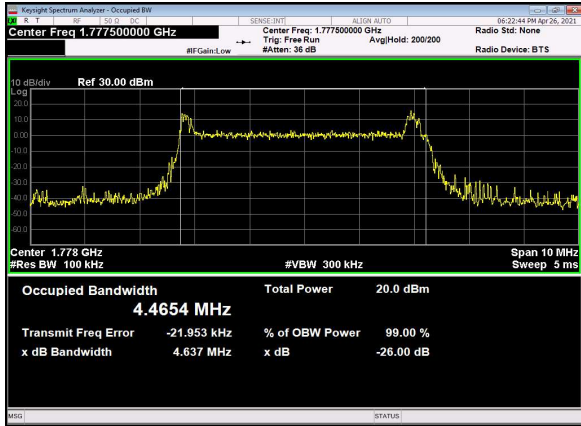 Keysight Spectrum Analyzer - Occupied BW
R T RF 50 Ω DC SENSE:INT ALIGN AUTO 06:22:44 PM Apr 26, 2021
Center Freq 1.777500000 GHz Center Freq: 1.777500000 GHz Radio Std: None
Trig: Free Run Avg|Hold: 200/200
#IFGain:Low #Atten: 36 dB Radio Device: BTS
10 dB/div Ref 30.00 dBm
Log
20.0
10.0
0.00
-10.0
-20.0
-30.0
-40.0
-50.0
-60.0
Center 1.778 GHz Span 10 MHz
#Res BW 100 kHz #VBW 300 kHz Sweep 5 ms
Occupied Bandwidth Total Power 20.0 dBm
4.4654 MHz
Transmit Freq Error -21.953 kHz % of OBW Power 99.00 %
x dB Bandwidth 4.637 MHz x dB -26.00 dB
MSG STATUS